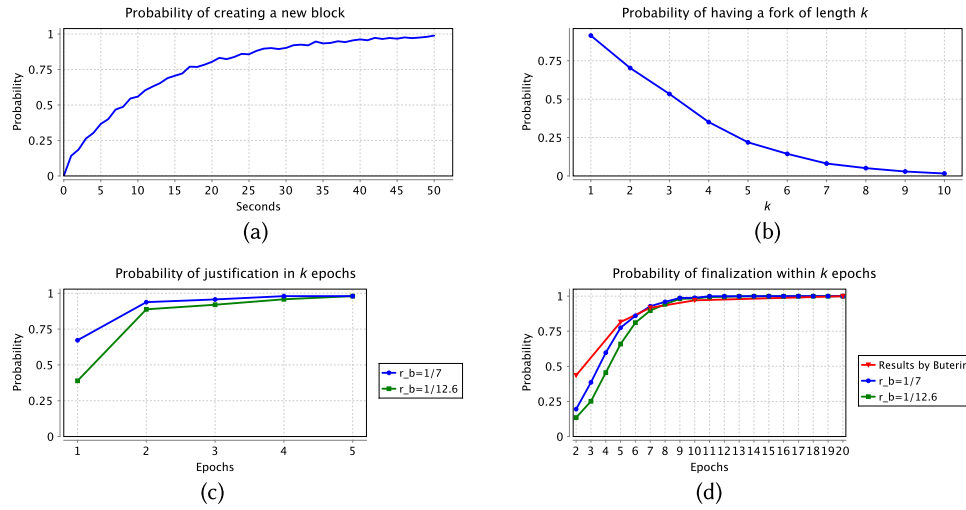 Probability of creating a new block
1
0.75
0.5
0.25
0
Probability
0 5 10 15 20 25 30 35 40 45 50
Seconds
(a)
Probability of having a fork of length k
0.75
0.5
0.25
0
Probability
1 2 3 4 5 6 7 8 9 10
k
(b)
Probability of justification in k epochs
1
0.75
0.5
0.25
0
Probability
1 2 3 4 5
Epochs
r_b=1/7
r_b=1/12.6
(c)
Probability of finalization within k epochs
1
0.75
0.5
0.25
0
Probability
2 3 4 5 6 7 8 9 10 11 12 13 14 15 16 17 18 19 20
Epochs
Results by Buterin
r_b=1/7
r_b=1/12.6
(d)